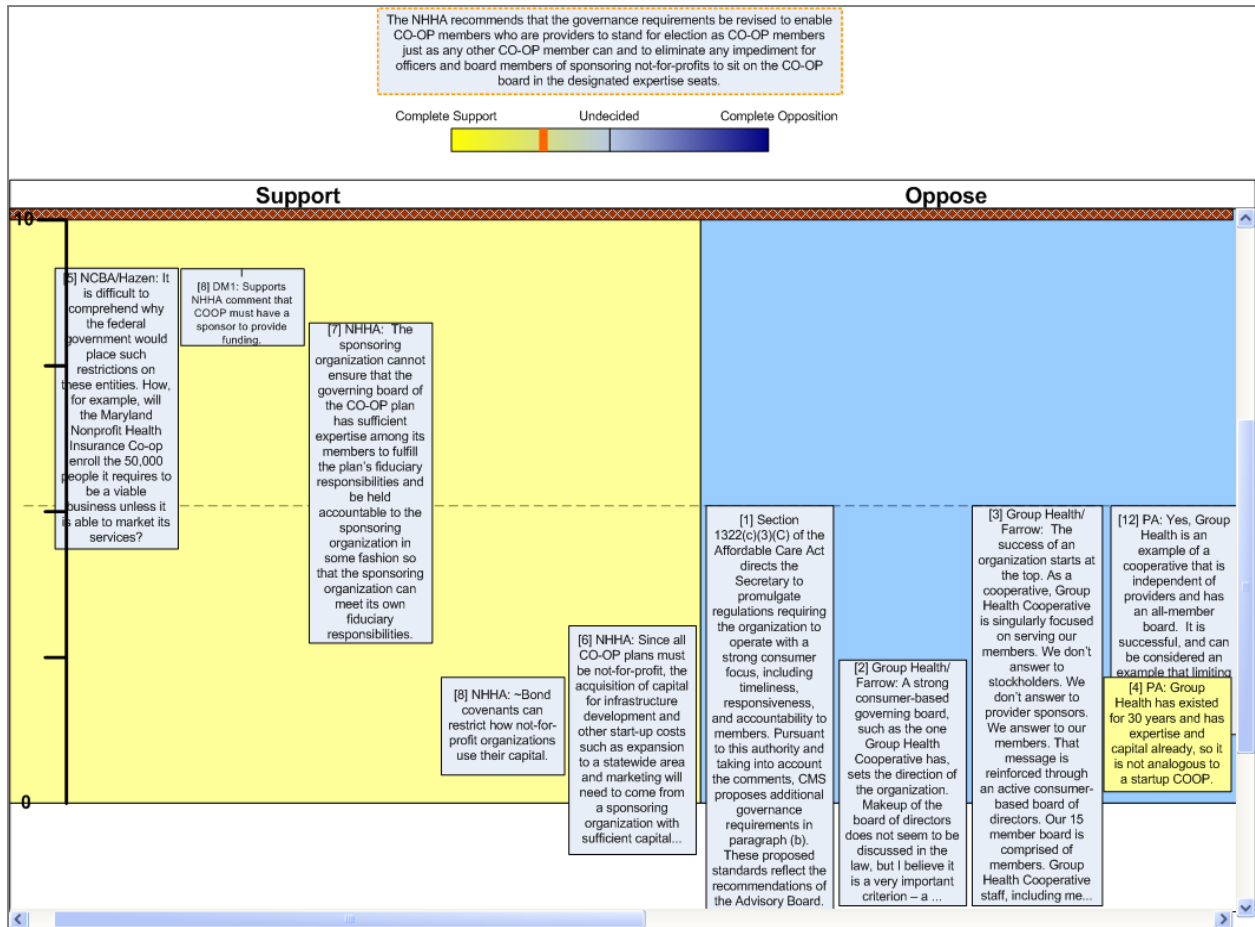 The NHHA recommends that the governance requirements be revised to enable
CO-OP members who are providers to stand for election as CO-OP members
just as any other CO-OP member can and to eliminate any impediment for
officers and board members of sponsoring not-for-profits to sit on the CO-OP
board in the designated expertise seats.
Complete Support
Undecided
Complete Opposition
Support
Oppose
10
0
[5] NCBA/Hazen: It
is difficult to
comprehend why
the federal
government would
place such
restrictions on
these entities. How,
for example, will
the Maryland
Nonprofit Health
Insurance Co-op
enroll the 50,000
people it requires to
be a viable
business unless it
is able to market its
services?
[8] DM1: Supports
NHHA comment that
COOP must have a
sponsor to provide
funding.
[7] NHHA: The
sponsoring
organization cannot
ensure that the
governing board of
the CO-OP plan
has sufficient
expertise among its
members to fulfill
the plan's fiduciary
responsibilities and
be held
accountable to the
sponsoring
organization in
some fashion so
that the sponsoring
organization can
meet its own
fiduciary
responsibilities.
[8] NHHA: ~Bond
covenants can
restrict how not-for-
profit organizations
use their capital.
[6] NHHA: Since all
CO-OP plans must
be not-for-profit, the
acquisition of capital
for infrastructure
development and
other start-up costs
such as expansion
to a statewide area
and marketing will
need to come from
a sponsoring
organization with
sufficient capital...
[1] Section
1322(c)(3)(C) of the
Affordable Care Act
directs the
Secretary to
promulgate
regulations requiring
the organization to
operate with a
strong consumer
focus, including
timeliness,
responsiveness,
and accountability to
members. Pursuant
to this authority and
taking into account
the comments, CMS
proposes additional
governance
requirements in
paragraph (b).
These proposed
standards reflect the
recommendations of
the Advisory Board.
[2] Group Health/
Farrow: A strong
consumer-based
governing board,
such as the one
Group Health
Cooperative has,
sets the direction of
the organization.
Makeup of the
board of directors
does not seem to be
discussed in the
law, but I believe it
is a very important
criterion – a ...
[3] Group Health/
Farrow: The
success of an
organization starts at
the top. As a
cooperative, Group
Health Cooperative
is singularly focused
on serving our
members. We don't
answer to
stockholders. We
don't answer to
provider sponsors.
We answer to our
members. That
message is
reinforced through
an active consumer-
based board of
directors. Our 15
member board is
comprised of
members. Group
Health Cooperative
staff, including me...
[12] PA: Yes, Group
Health is an
example of a
cooperative that is
independent of
providers and has
an all-member
board. It is
successful, and can
be considered an
example that limiting
[4] PA: Group
Health has existed
for 30 years and has
expertise and
capital already, so it
is not analogous to
a startup COOP.